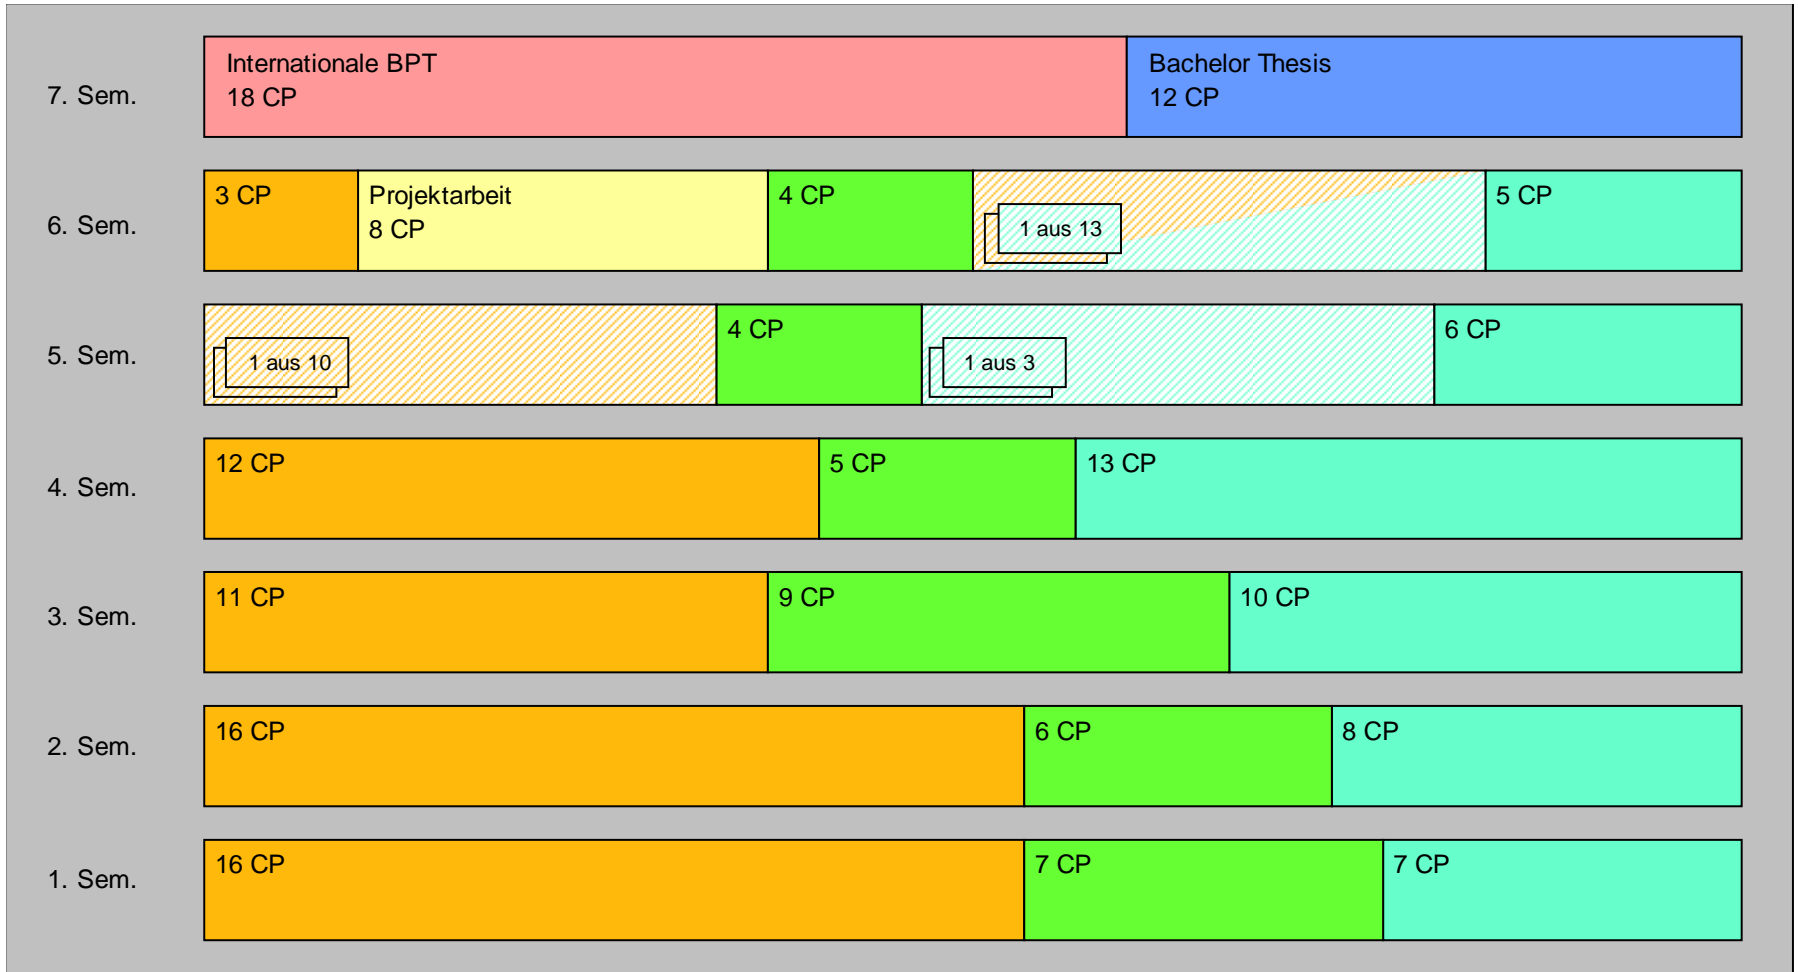 Internationale BPT
18 CP
Bachelor Thesis
12 CP
7. Sem.
3 CP
Projektarbeit
8 CP
4 CP
1 aus 13
5 CP
6. Sem.
1 aus 10
4 CP
1 aus 3
6 CP
5. Sem.
12 CP
5 CP
13 CP
4. Sem.
11 CP
9 CP
10 CP
3. Sem.
16 CP
6 CP
8 CP
2. Sem.
16 CP
7 CP
7 CP
1. Sem.